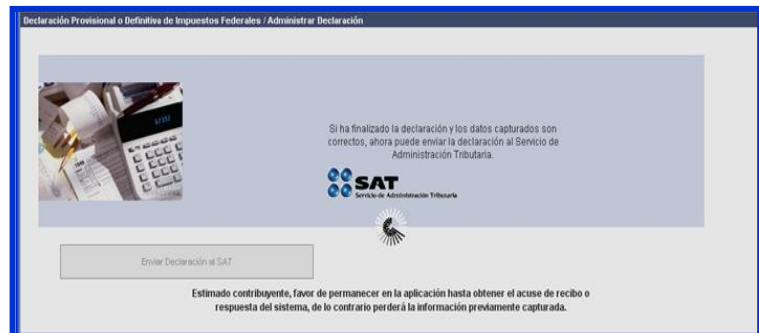 Declaración Provisional o Definitiva de Impuestos Federales / Administrar Declaración
Si ha finalizado la declaración y los datos capturados son
correctos, ahora puede enviar la declaración al Servicio de
Administración Tributaria.
SAT
Servicio de Administración Tributaria
Enviar Declaración al SAT
Estimado contribuyente, favor de permanecer en la aplicación hasta obtener el acuse de recibo o
respuesta del sistema, de lo contrario perderá la información previamente capturada.